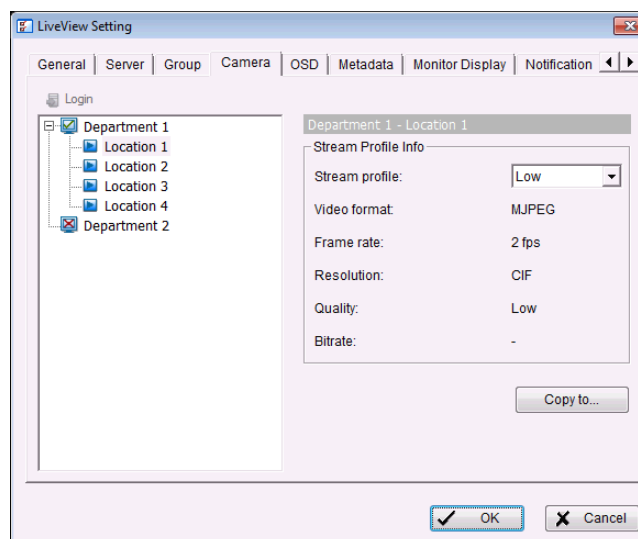 LiveView Setting
General Server Group Camera OSD Metadata Monitor Display Notification
Login
Department 1
Location 1
Location 2
Location 3
Location 4
Department 2
Department 1 - Location 1
Stream Profile Info
Stream profile: Low
Video format: MJPEG
Frame rate: 2 fps
Resolution: CIF
Quality: Low
Bitrate: -
Copy to...
OK Cancel